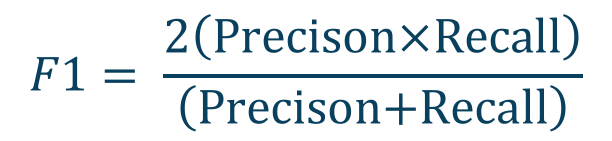 F1 = 2(Precison×Recall)
(Precison+Recall)